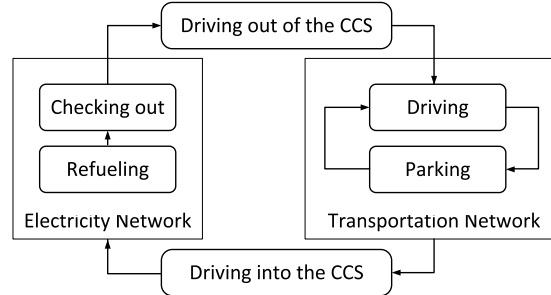 Driving out of the CCS
Checking out
Refueling
Electricity Network
Driving
Parking
Transportation Network
Driving into the CCS